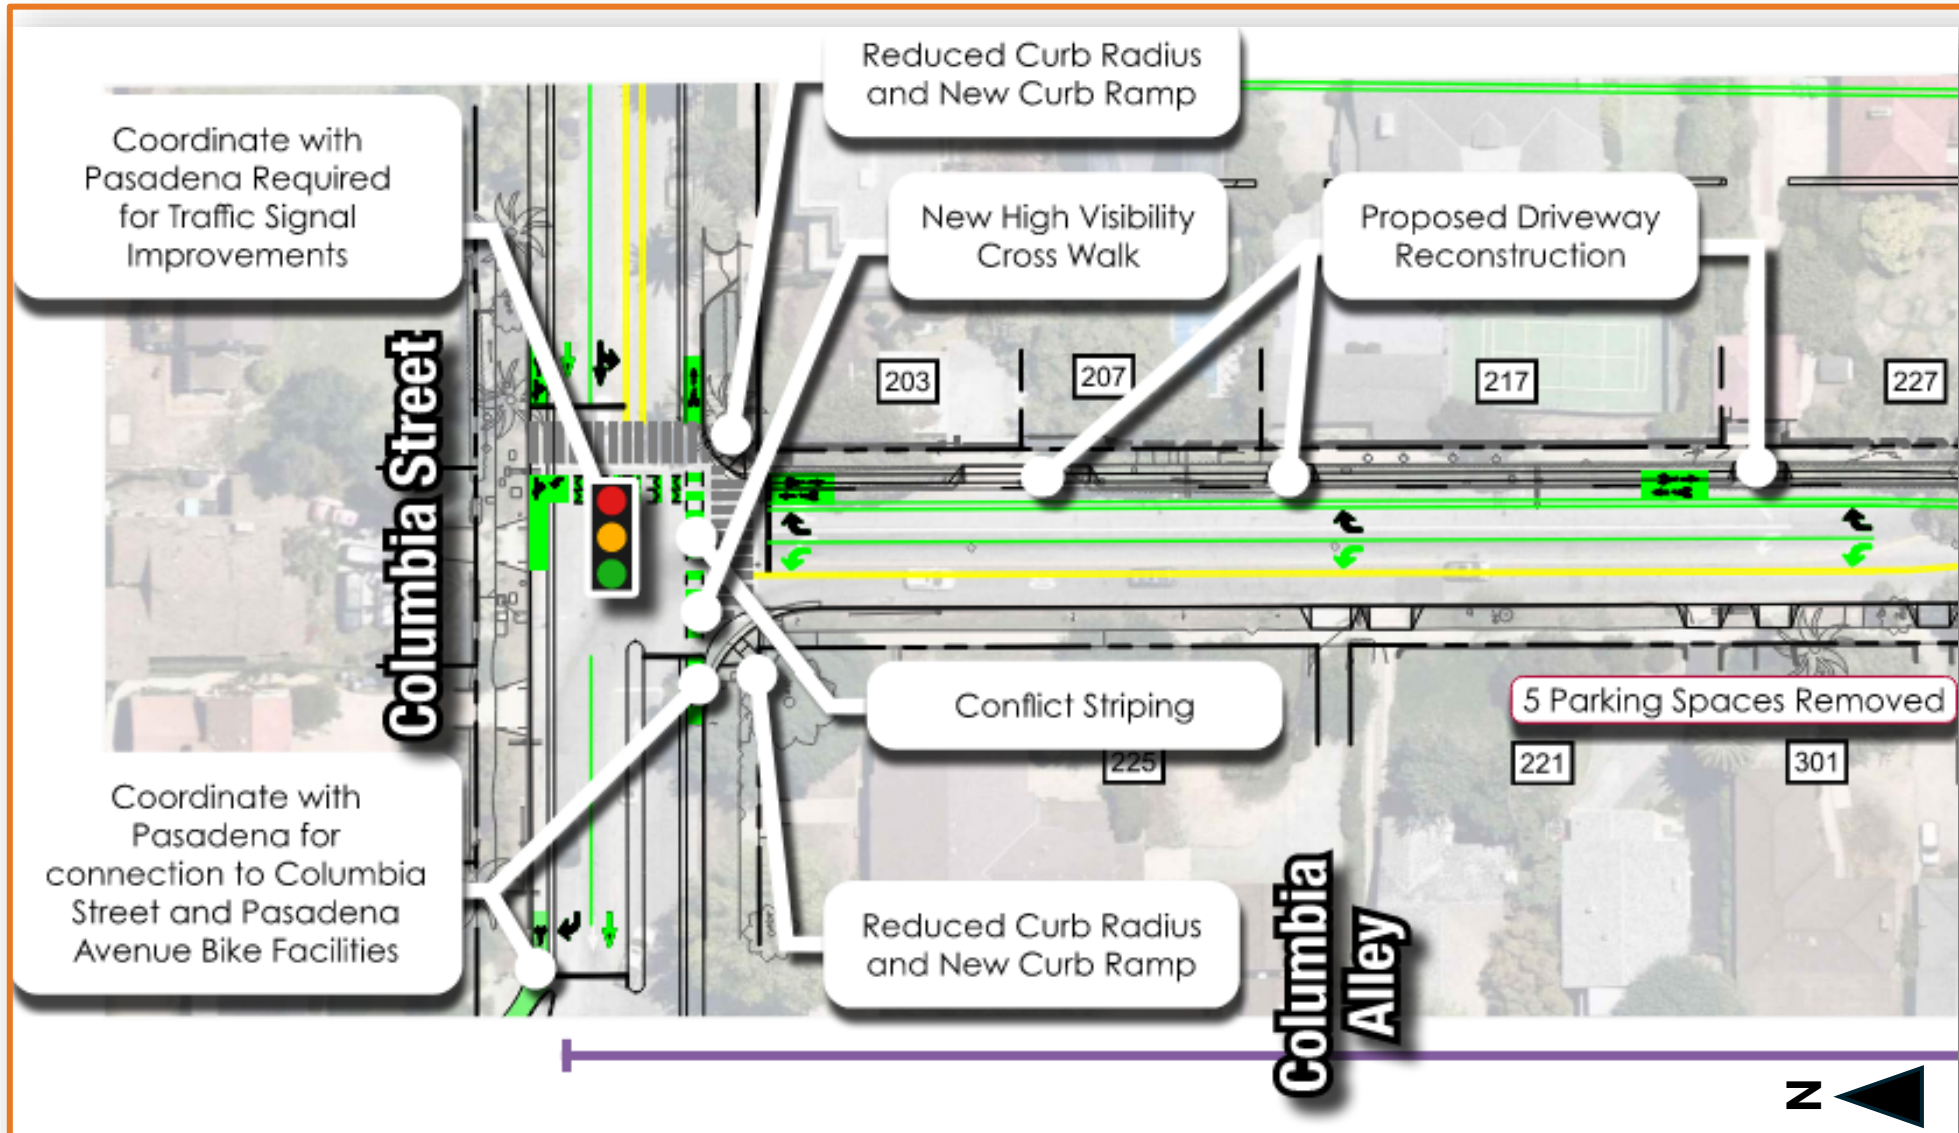 Reduced Curb Radius
and New Curb Ramp
Coordinate with
Pasadena Required
for Traffic Signal
Improvements
New High Visibility
Cross Walk
Proposed Driveway
Reconstruction
203
207
217
227
Columbia Street
Conflict Striping
5 Parking Spaces Removed
225
221
301
Coordinate with
Pasadena for
connection to Columbia
Street and Pasadena
Avenue Bike Facilities
Reduced Curb Radius
and New Curb Ramp
Columbia
Alley
N